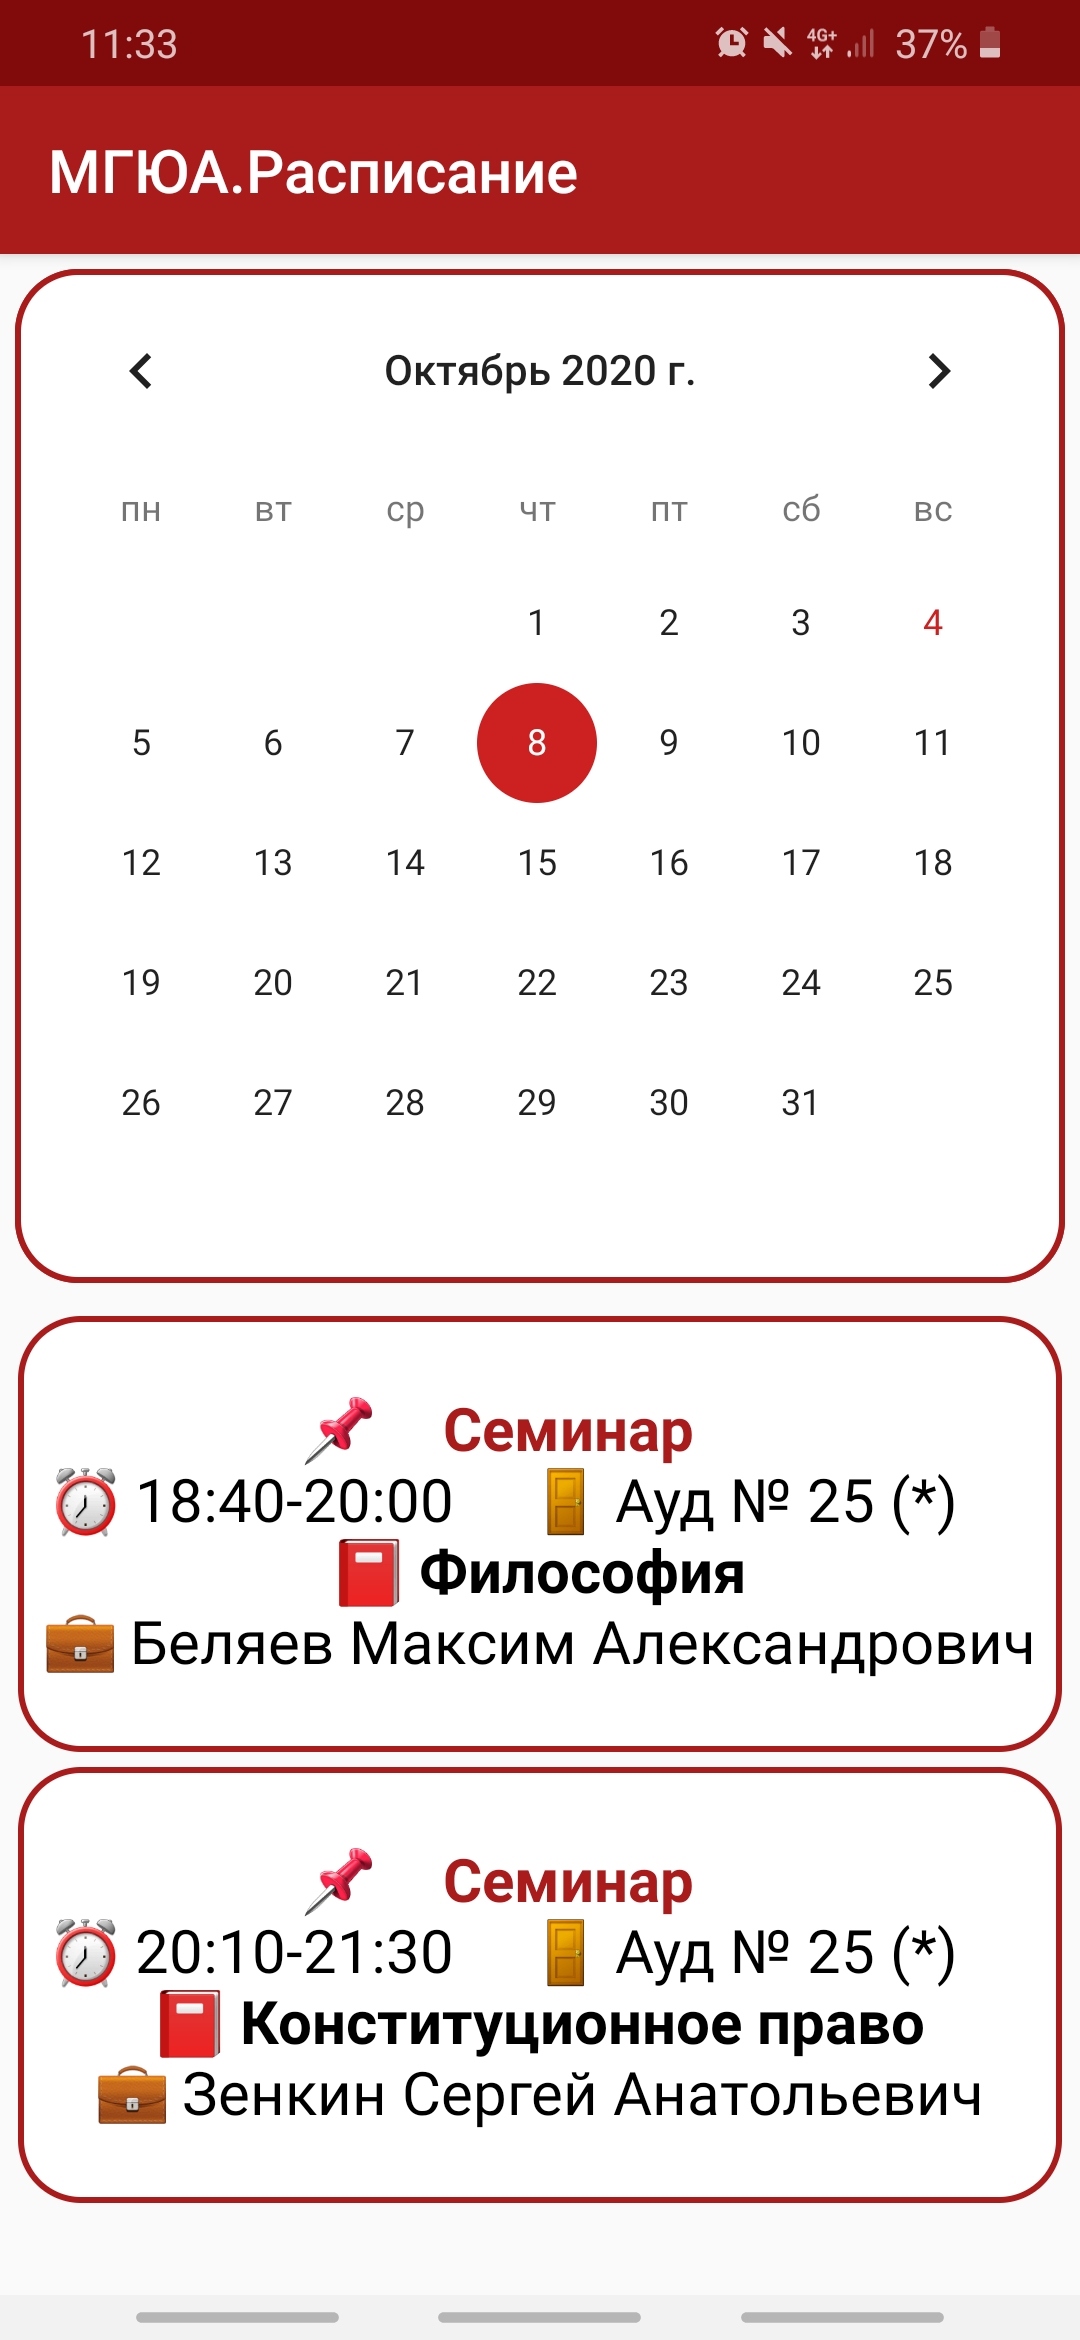 11:33 4G+ 37%
МГЮА.Расписание
Октябрь 2020 г.
пн вт ср чт пт сб вс
1 2 3 4
5 6 7 8 9 10 11
12 13 14 15 16 17 18
19 20 21 22 23 24 25
26 27 28 29 30 31
Семинар
18:40-20:00 Ауд № 25 (*)
Философия
Беляев Максим Александрович
Семинар
20:10-21:30 Ауд № 25 (*)
Конституционное право
Зенкин Сергей Анатольевич